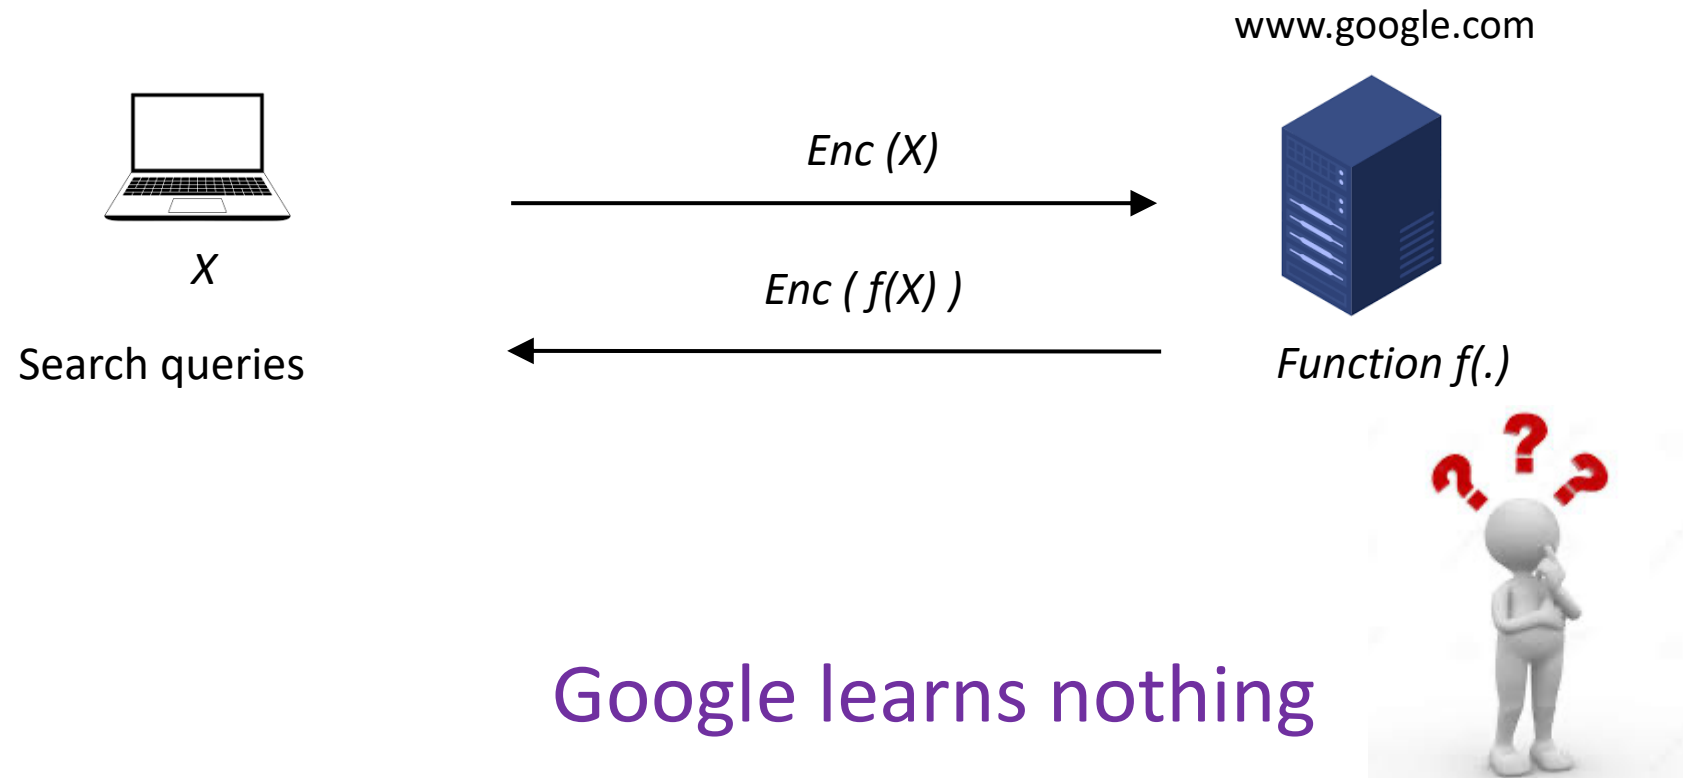 www.google.com
Enc (X)
X
Enc ( f(X) )
Search queries
Function f(.)
? ? ?
Google learns nothing